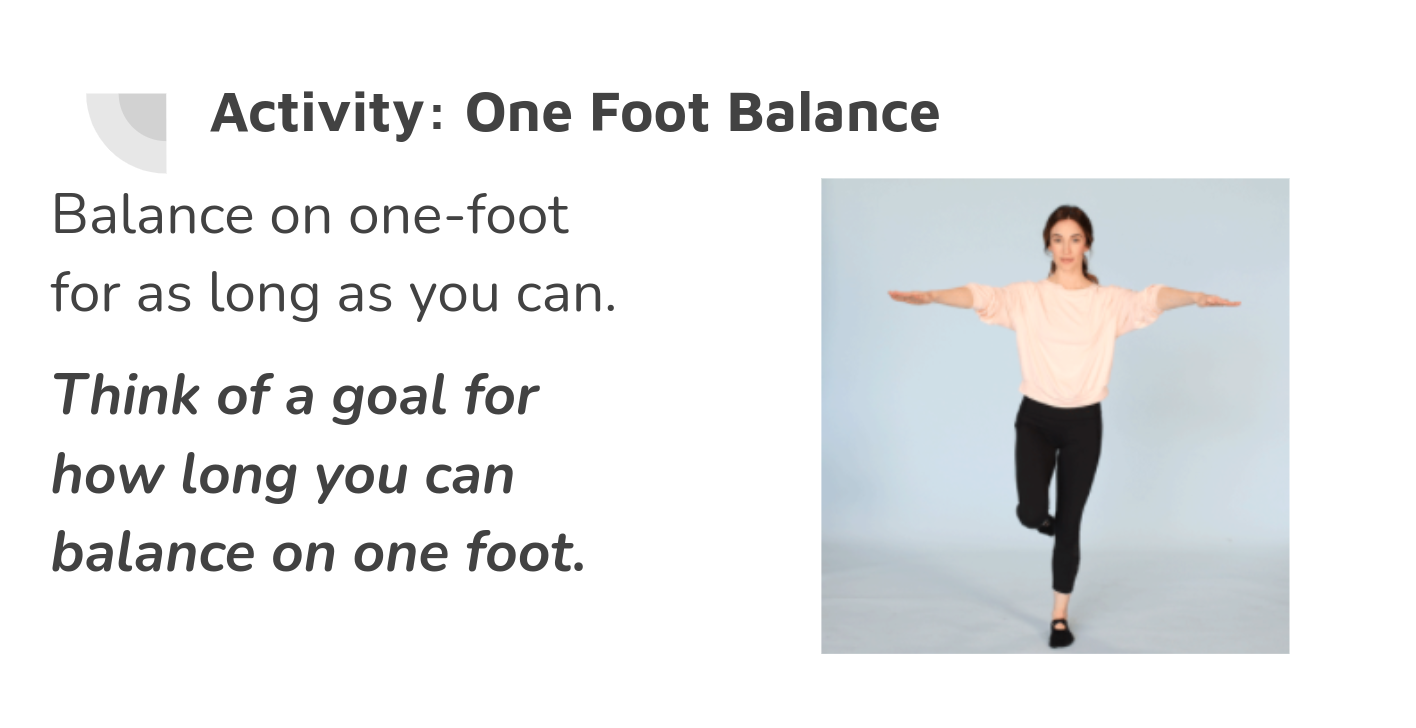 Activity: One Foot Balance
Balance on one-foot
for as long as you can.
Think of a goal for
how long you can
balance on one foot.